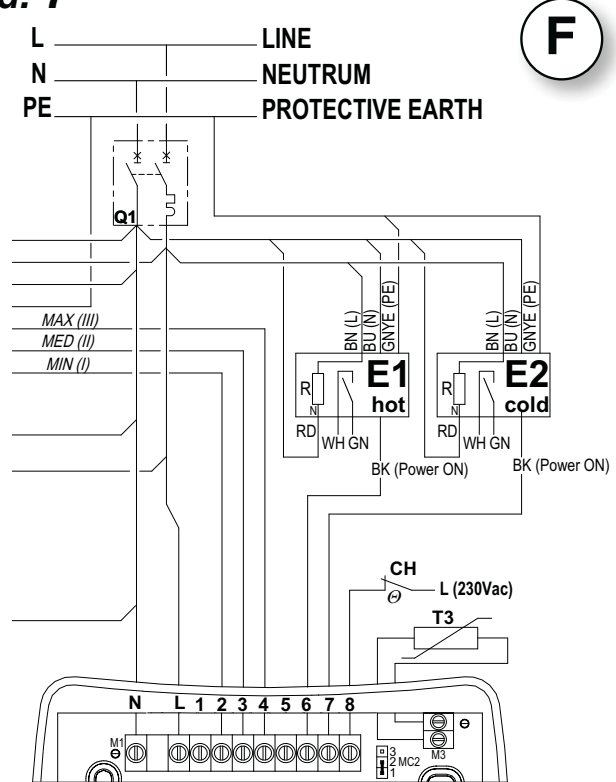 L LINE
F
N NEUTRUM
PE PROTECTIVE EARTH
Q1
MAX (III)
MED (II)
MIN (I)
BN (L)
BU (N)
GNYE (PE)
BN (L)
BU (N)
GNYE (PE)
R
N
E1
hot
R
N
E2
cold
RD
WH GN
BK (Power ON)
RD
WH GN
BK (Power ON)
CH
Θ
L (230Vac)
T3
N L 1 2 3 4 5 6 7 8
M1
3
2
1
MC2
M3